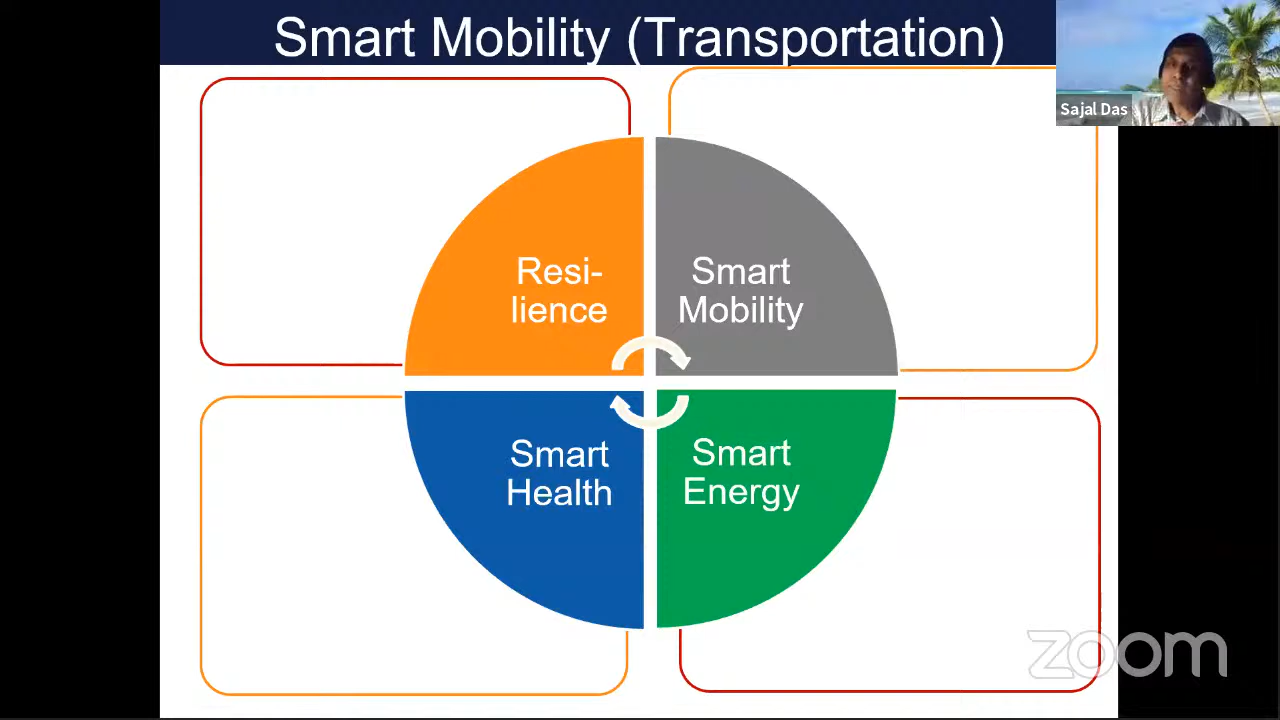 Smart Mobility (Transportation)
Sajal Das
Resi-
lience
Smart
Mobility
Smart
Health
Smart
Energy
zoom